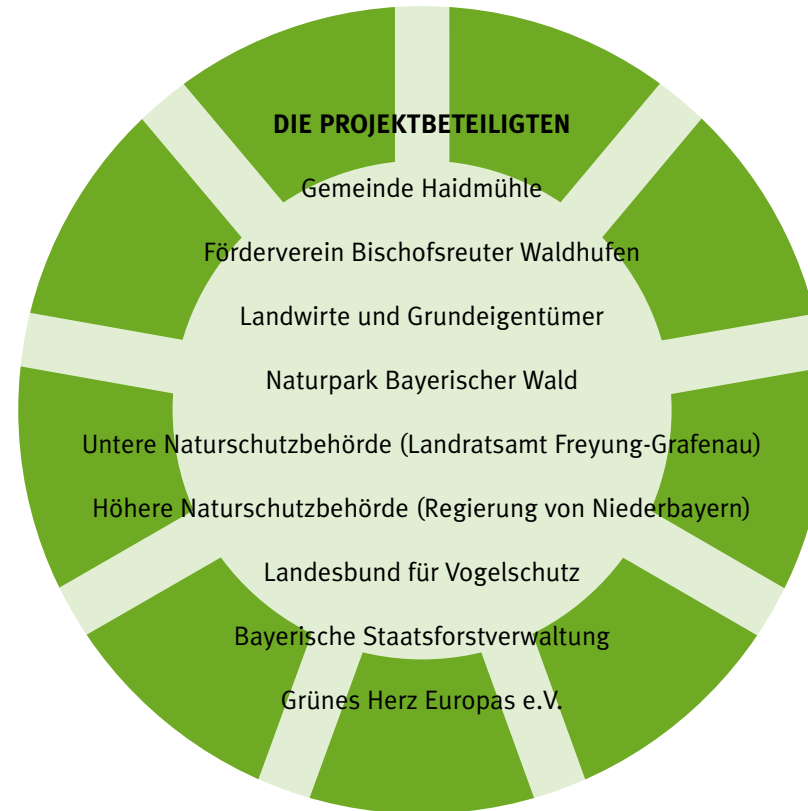 DIE PROJEKTBETEILIGTEN
Gemeinde Haidmühle
Förderverein Bischofsreuter Waldhufen
Landwirte und Grundeigentümer
Naturpark Bayerischer Wald
Untere Naturschutzbehörde (Landratsamt Freyung-Grafenau)
Höhere Naturschutzbehörde (Regierung von Niederbayern)
Landesbund für Vogelschutz
Bayerische Staatsforstverwaltung
Grünes Herz Europas e.V.